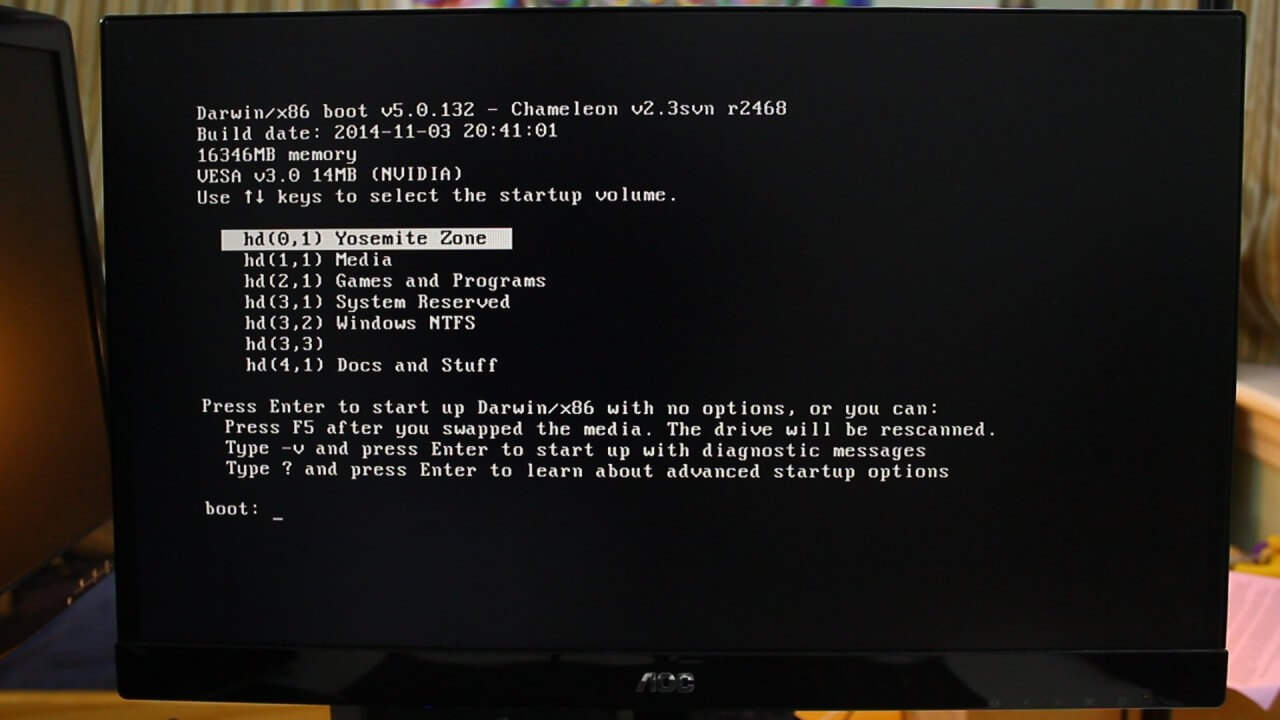 Darwin/x86 boot v5.0.132 - Chameleon v2.3svn r2468
Build date: 2014-11-03 20:41:01
16346MB memory
VESA v3.0 14MB (NVIDIA)
Use ↑↓ keys to select the startup volume.
hd(0,1) Yosemite Zone
hd(1,1) Media
hd(2,1) Games and Programs
hd(3,1) System Reserved
hd(3,2) Windows NTFS
hd(3,3)
hd(4,1) Docs and Stuff
Press Enter to start up Darwin/x86 with no options, or you can:
Press F5 after you swapped the media. The drive will be rescanned.
Type -v and press Enter to start up with diagnostic messages
Type ? and press Enter to learn about advanced startup options
boot: _
AOC